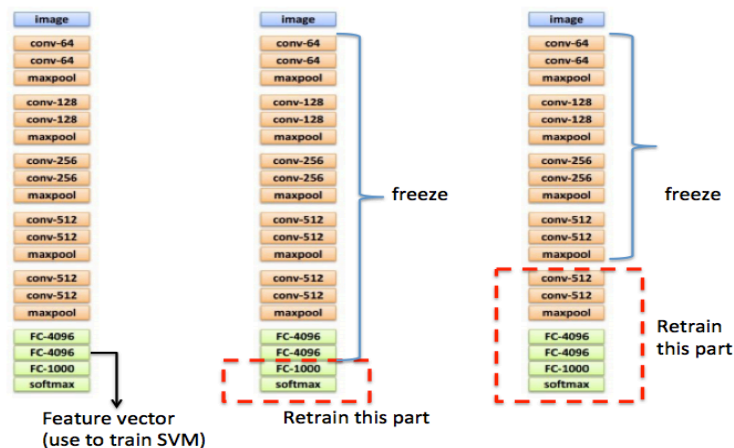 image
conv-64
conv-64
maxpool
conv-128
conv-128
maxpool
conv-256
conv-256
maxpool
conv-512
conv-512
maxpool
conv-512
conv-512
maxpool
FC-4096
FC-4096
FC-1000
softmax
Feature vector
(use to train SVM)
image
conv-64
conv-64
maxpool
conv-128
conv-128
maxpool
conv-256
conv-256
maxpool
conv-512
conv-512
maxpool
conv-512
conv-512
maxpool
FC-4096
FC-4096
FC-1000
softmax
freeze
Retrain this part
image
conv-64
conv-64
maxpool
conv-128
conv-128
maxpool
conv-256
conv-256
maxpool
conv-512
conv-512
maxpool
conv-512
conv-512
maxpool
FC-4096
FC-4096
FC-1000
softmax
freeze
Retrain
this part